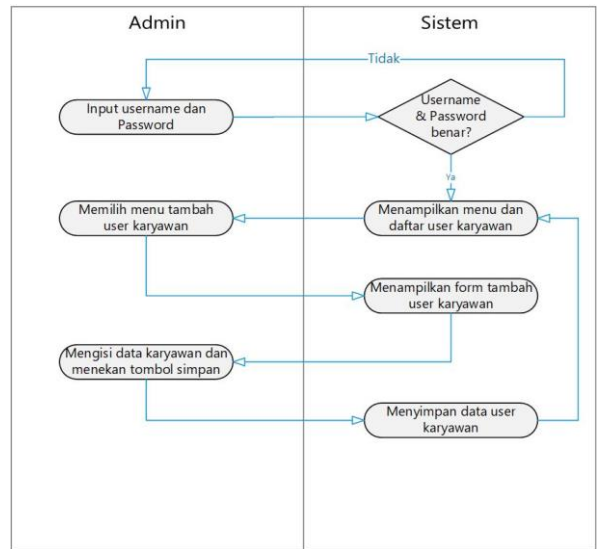 Admin
Sistem
Tidak
Input username dan
Password
Username
& Password
benar?
Ya
Memilih menu tambah
user karyawan
Menampilkan menu dan
daftar user karyawan
Menampilkan form tambah
user karyawan
Mengisi data karyawan dan
menekan tombol simpan
Menyimpan data user
karyawan